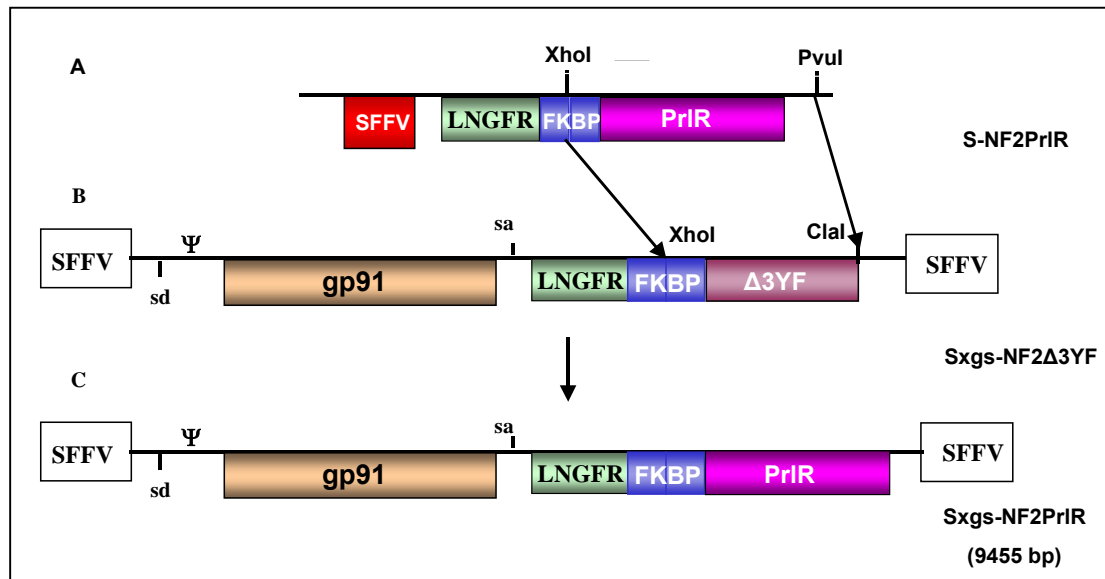 A
XhoI
PvuI
SFFV
LNGFR
FKBP
PrlR
S-NF2PrlR
B
SFFV
sd
Ψ
gp91
sa
LNGFR
XhoI
FKBP
Δ3YF
ClaI
SFFV
Sxgs-NF2Δ3YF
C
SFFV
sd
Ψ
gp91
sa
LNGFR
FKBP
PrlR
SFFV
Sxgs-NF2PrlR
(9455 bp)